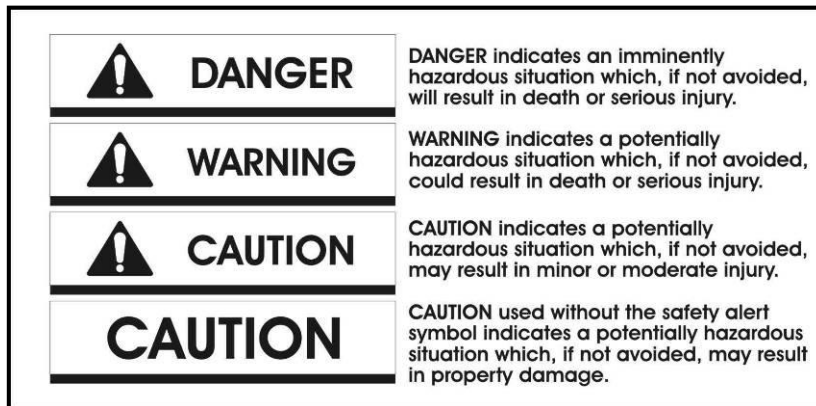 DANGER
DANGER indicates an imminently
hazardous situation which, if not avoided,
will result in death or serious injury.
WARNING
WARNING indicates a potentially
hazardous situation which, if not avoided,
could result in death or serious injury.
CAUTION
CAUTION indicates a potentially
hazardous situation which, if not avoided,
may result in minor or moderate injury.
CAUTION
CAUTION used without the safety alert
symbol indicates a potentially hazardous
situation which, if not avoided, may result
in property damage.